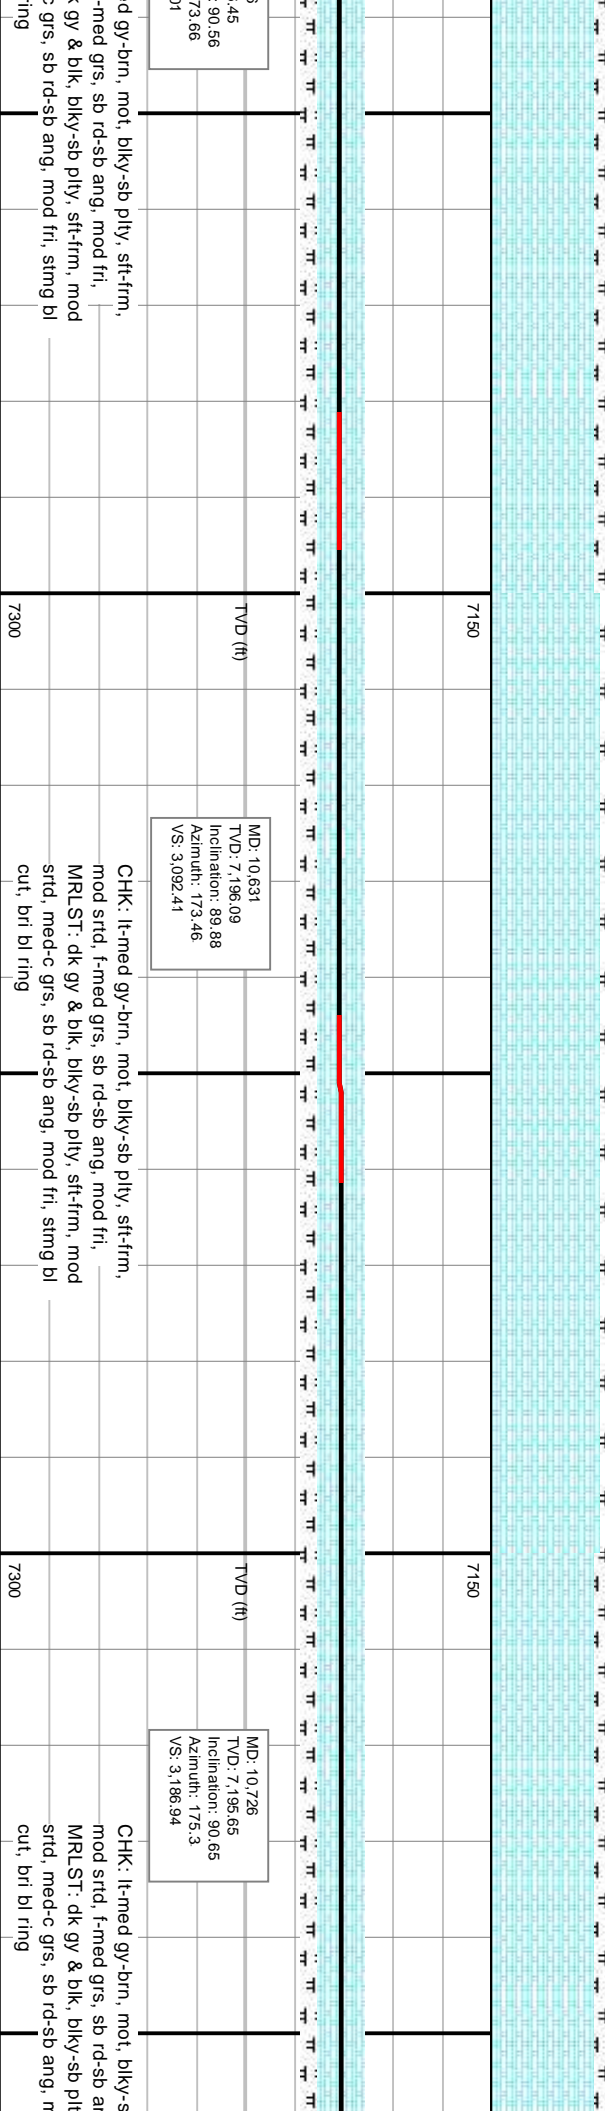 .45
: 90.56
73.66
01
ed gy-brn, mot, blky-sb plty, sft-frm,
-med grs, sb rd-sb ang, mod fri,
k gy & blk, blky-sb plty, sft-frm, mod
c grs, sb rd-sb ang, mod fri, stmg bl
ring
7150
TVD (ft)
7300
MD: 10,631
TVD: 7,196.09
Inclination: 89.88
Azimuth: 173.46
VS: 3,092.41
CHK: lt-med gy-brn, mot, blky-sb plty, sft-frm,
mod srtd, f-med grs, sb rd-sb ang, mod fri,
MRLST: dk gy & blk, blky-sb plty, sft-frm, mod
srtd, med-c grs, sb rd-sb ang, mod fri, stmg bl
cut, bri bl ring
7150
TVD (ft)
7300
MD: 10,726
TVD: 7,195.65
Inclination: 90.65
Azimuth: 175.3
VS: 3,186.94
CHK: lt-med gy-brn, mot, blky-s
mod srtd, f-med grs, sb rd-sb ar
MRLST: dk gy & blk, blky-sb plt
srtd, med-c grs, sb rd-sb ang, m
cut, bri bl ring